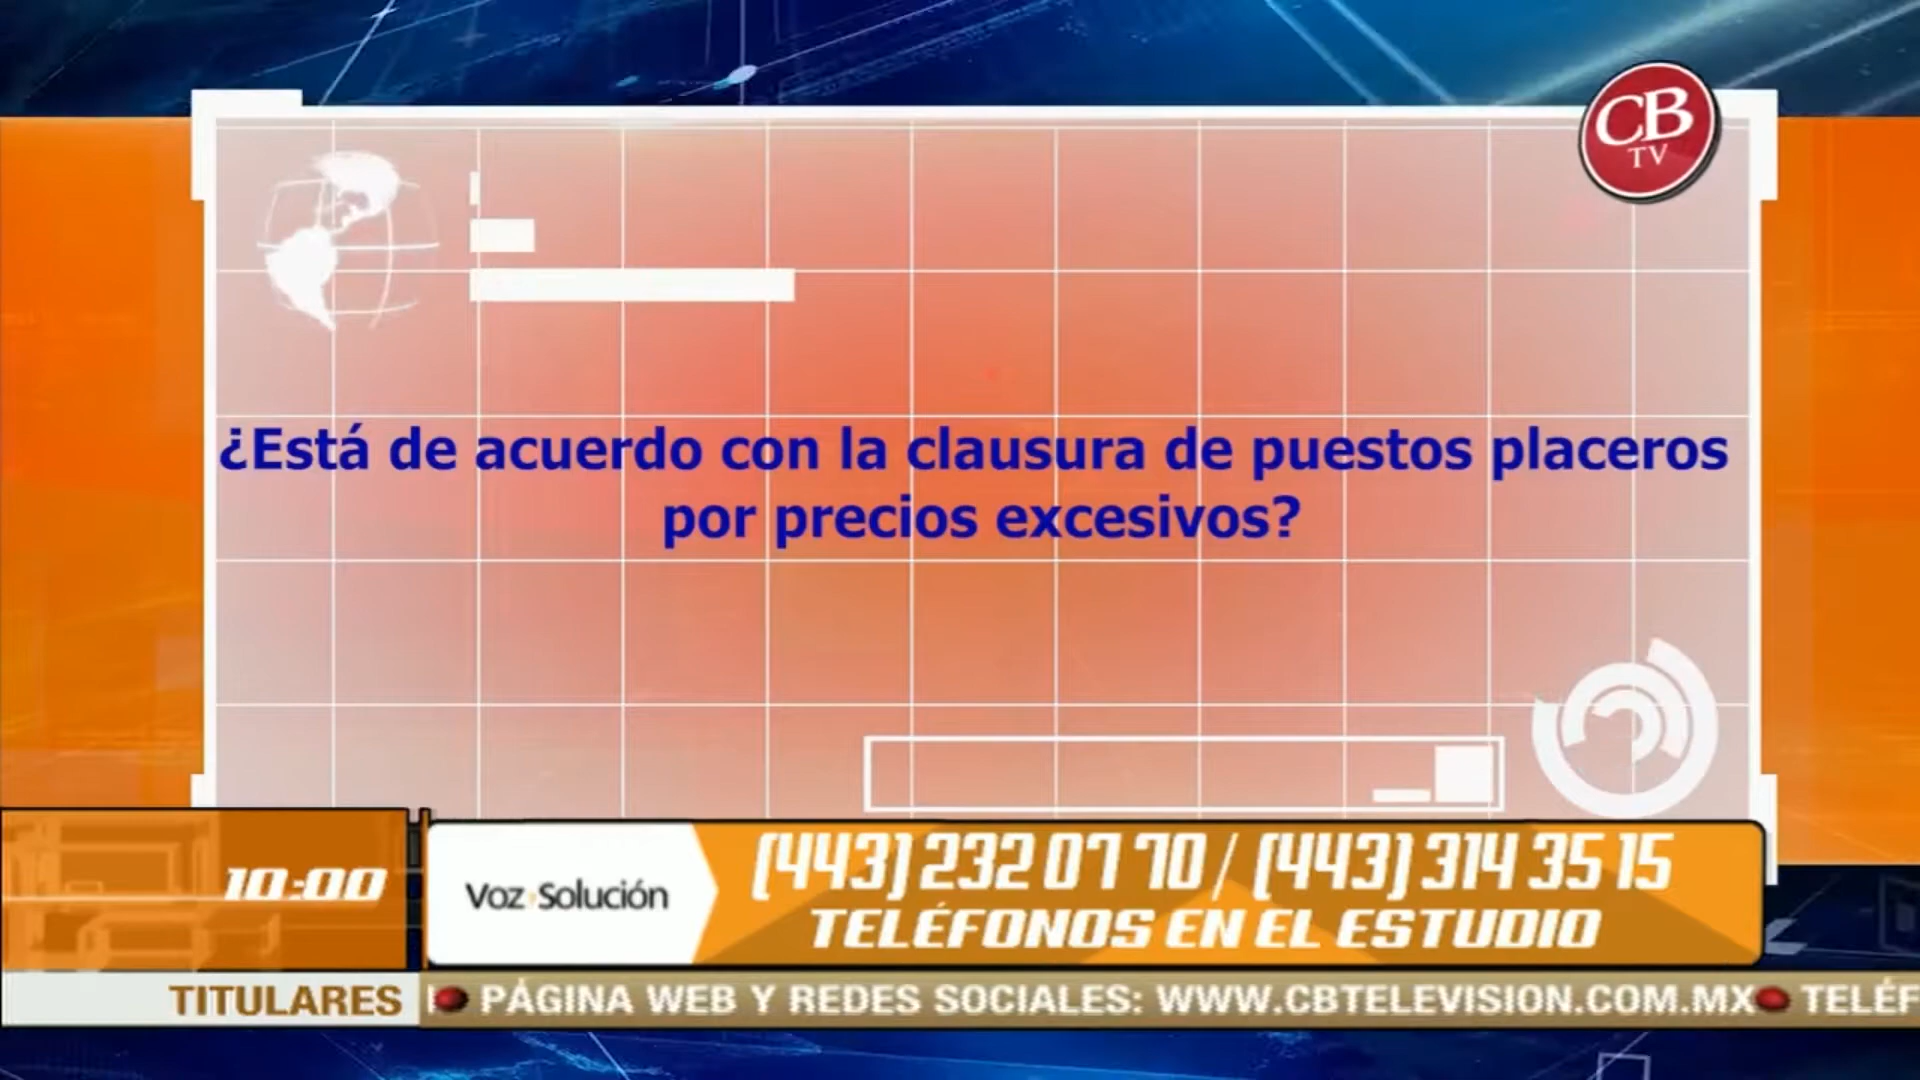 CB
TV
¿Está de acuerdo con la clausura de puestos placeros
por precios excesivos?
10:00
Voz Solución
(443) 232 07 70 / (443) 314 35 15
TELÉFONOS EN EL ESTUDIO
TITULARES
PÁGINA WEB Y REDES SOCIALES: WWW.CBTELEVISION.COM.MX TELÉF